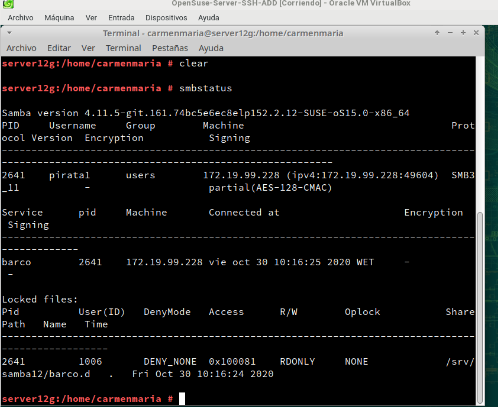 OpenSuse-Server-SSH-ADD [Corriendo] - Oracle VM VirtualBox
Archivo Máquina Ver Entrada Dispositivos Ayuda
Terminal - carmenmaria@server12g:/home/carmenmaria
Archivo Editar Ver Terminal Pestañas Ayuda
server12g:/home/carmenmaria # clear
server12g:/home/carmenmaria # smbstatus
Samba version 4.11.5-git.161.74bc5e6ec8elp152.2.12-SUSE-oS15.0-x86_64
PID Username Group Machine Prot
ocol Version Encryption Signing
--------------------------------------------------------------------------------
--------------------------------------------------------
2641 pirata1 users 172.19.99.228 (ipv4:172.19.99.228:49604) SMB3
_11 - partial(AES-128-CMAC)
Service pid Machine Connected at Encryption
Signing
--------------------------------------------------------------------------------
-------------
barco 2641 172.19.99.228 vie oct 30 10:16:25 2020 WET -
-
Locked files:
Pid User(ID) DenyMode Access R/W Oplock Share
Path Name Time
--------------------------------------------------------------------------------
------------------
2641 1006 DENY_NONE 0x100081 RDONLY NONE /srv/
samba12/barco.d . Fri Oct 30 10:16:24 2020
server12g:/home/carmenmaria #